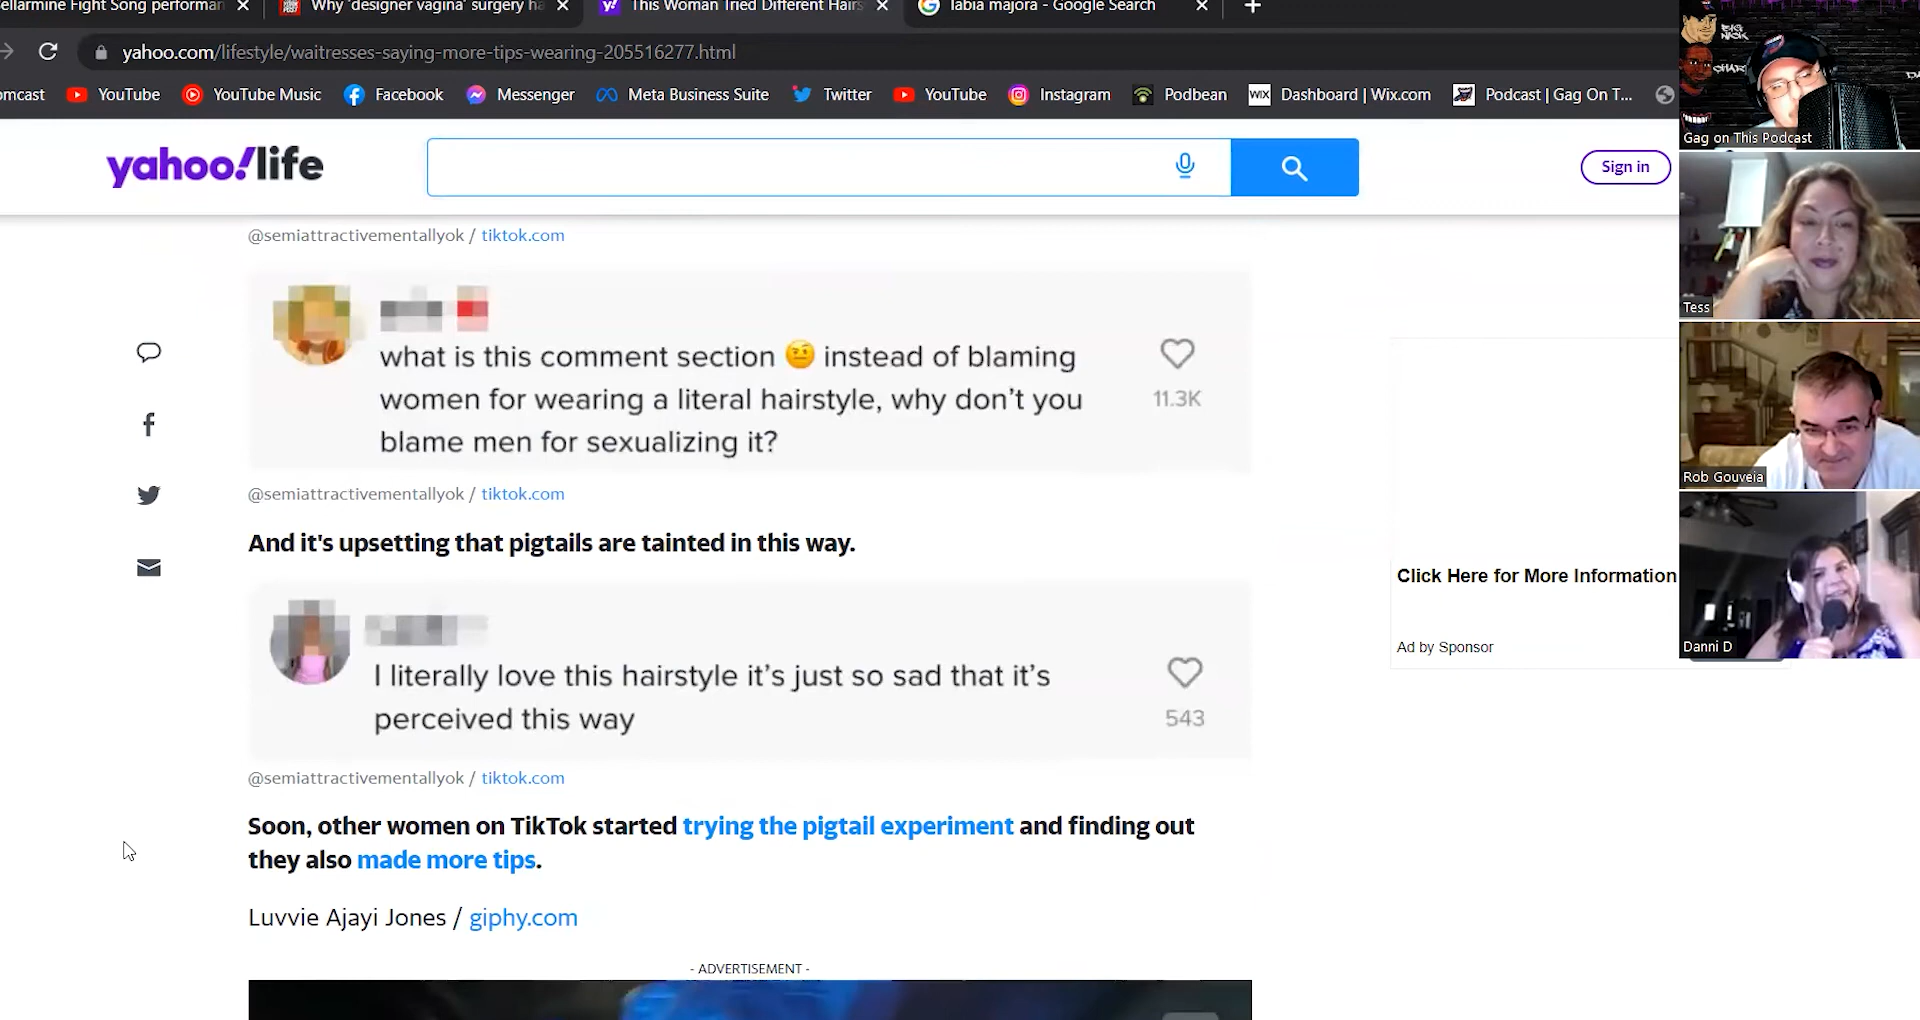 ellarmine Fight Song performan
Why 'designer vagina' surgery ha
This Woman Tried Different Hairs
labia majora - Google Search
yahoo.com/lifestyle/waitresses-saying-more-tips-wearing-205516277.html
omcast
YouTube
YouTube Music
Facebook
Messenger
Meta Business Suite
Twitter
YouTube
Instagram
Podbean
WIX
Dashboard | Wix.com
Podcast | Gag On T...
yahoo!life
Sign in
@semiattractivementallyok / tiktok.com
what is this comment section 🤨 instead of blaming
women for wearing a literal hairstyle, why don't you
blame men for sexualizing it?
11.3K
@semiattractivementallyok / tiktok.com
And it's upsetting that pigtails are tainted in this way.
I literally love this hairstyle it's just so sad that it's
perceived this way
543
@semiattractivementallyok / tiktok.com
Soon, other women on TikTok started trying the pigtail experiment and finding out
they also made more tips.
Luvvie Ajayi Jones / giphy.com
- ADVERTISEMENT -
Click Here for More Information
Ad by Sponsor
BIG
NICK
Gag on This Podcast
Tess
Rob Gouveia
Danni D